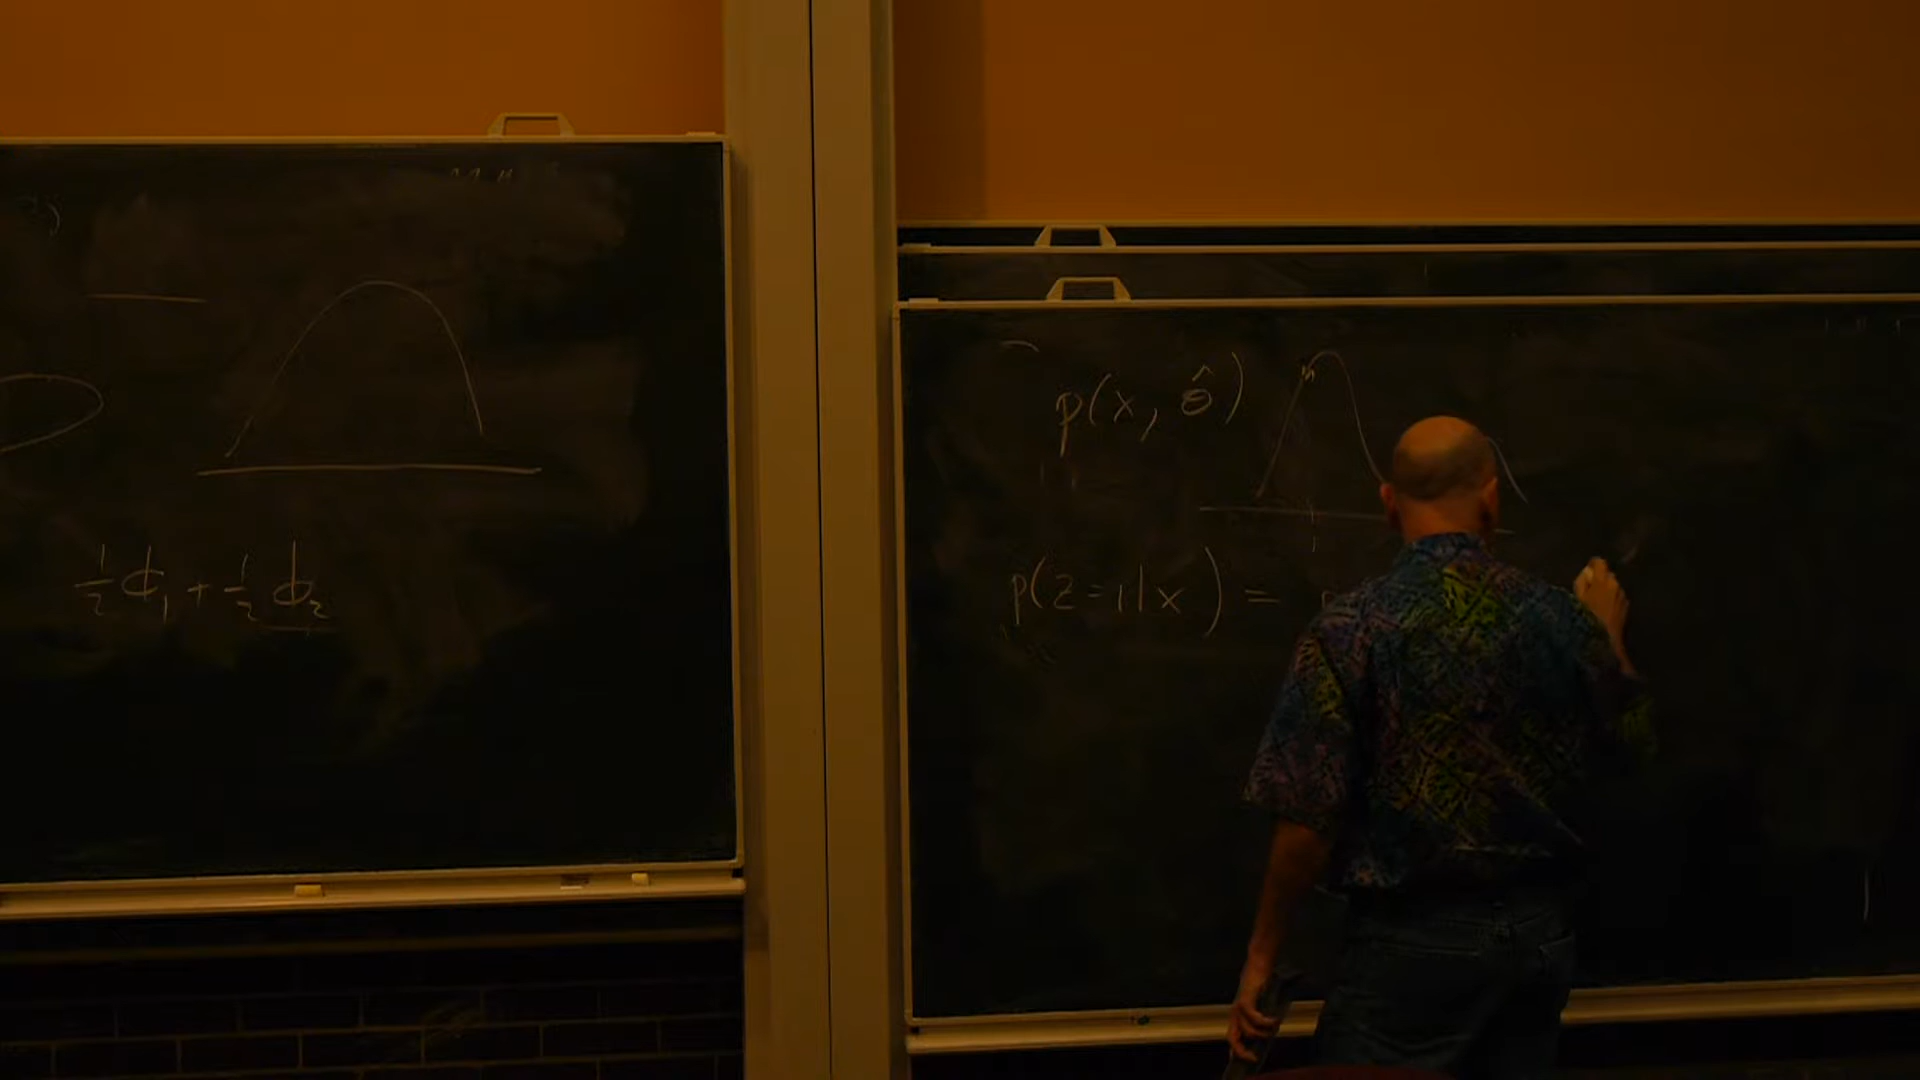 ½ϕ₁ + ½ϕ₂
p(x, θ̂)
p(z=1|x) =